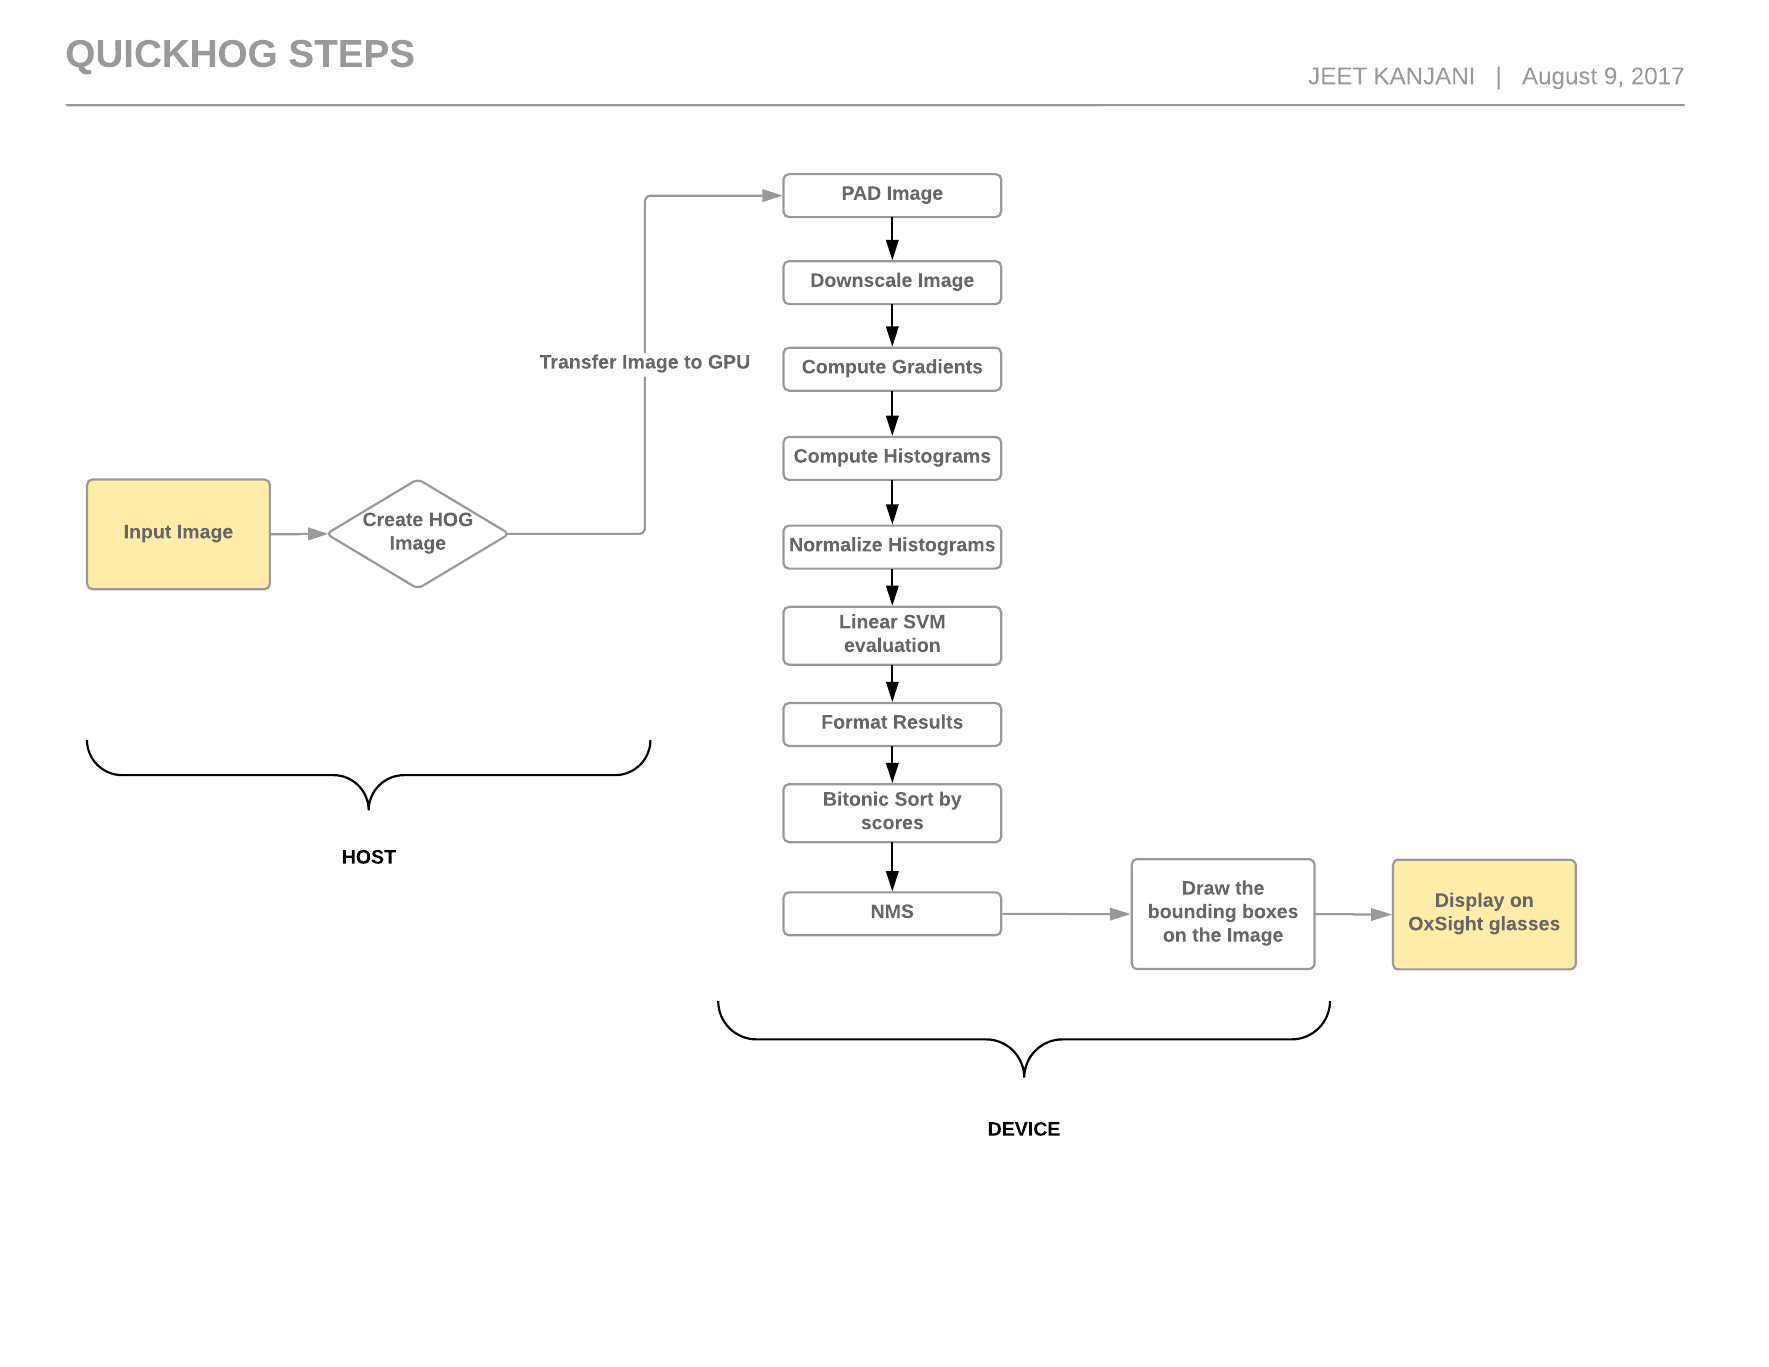 QUICKHOG STEPS
JEET KANJANI | August 9, 2017
PAD Image
Downscale Image
Transfer Image to GPU
Compute Gradients
Compute Histograms
Input Image
Create HOG
Image
Normalize Histograms
Linear SVM
evaluation
Format Results
Bitonic Sort by
scores
HOST
NMS
Draw the
bounding boxes
on the Image
Display on
OxSight glasses
DEVICE